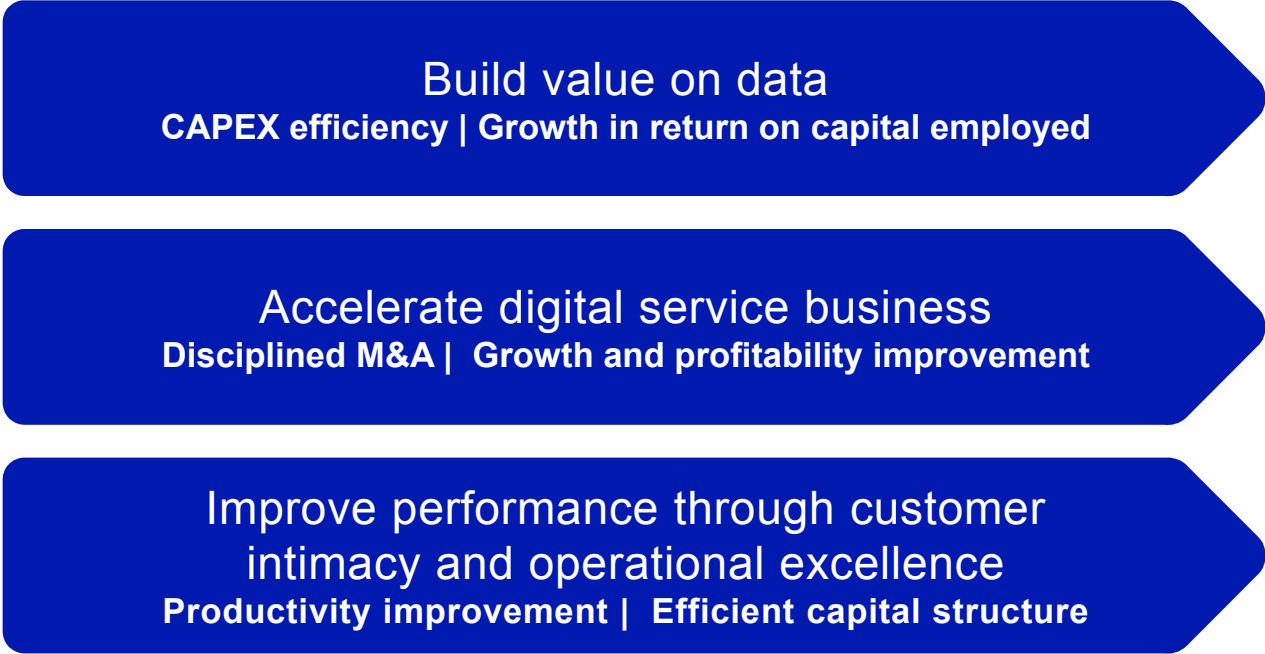 Build value on data
CAPEX efficiency | Growth in return on capital employed
Accelerate digital service business
Disciplined M&A |  Growth and profitability improvement
Improve performance through customer
intimacy and operational excellence
Productivity improvement |  Efficient capital structure